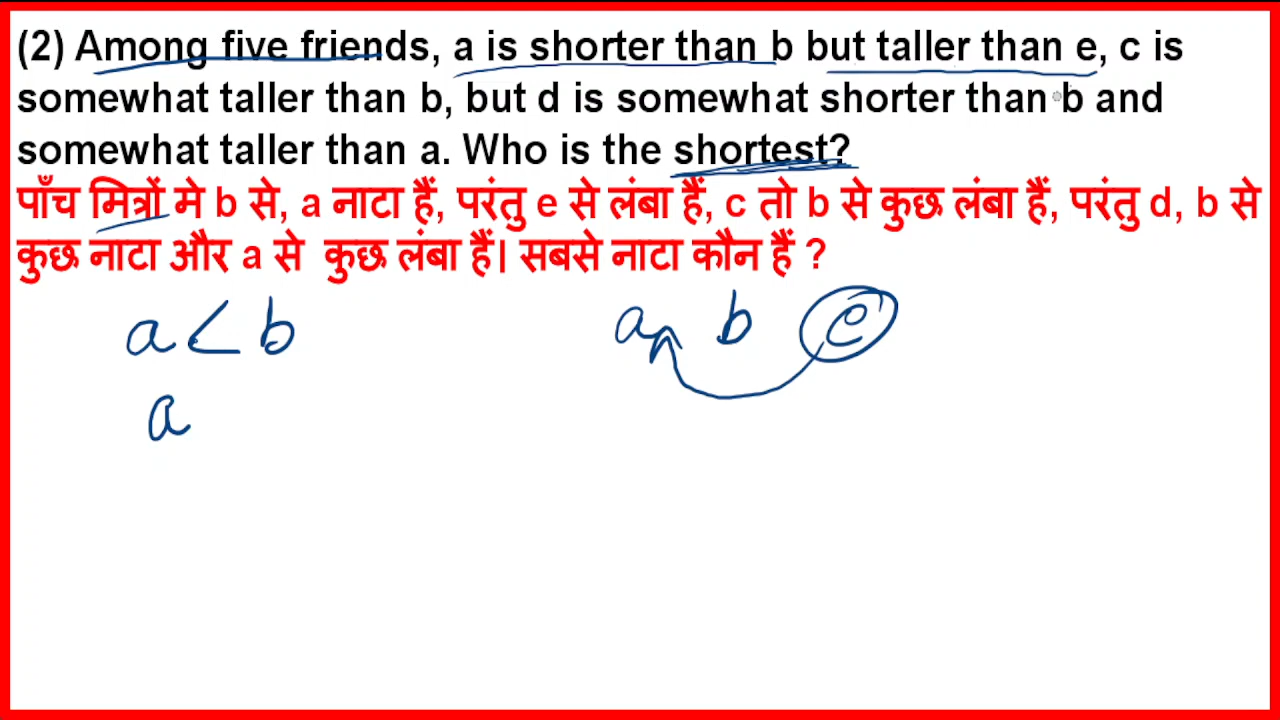 (2) Among five friends, a is shorter than b but taller than e, c is
somewhat taller than b, but d is somewhat shorter than b and
somewhat taller than a. Who is the shortest?
पाँच मित्रों मे b से, a नाटा हैं, परंतु e से लंबा हैं, c तो b से कुछ लंबा हैं, परंतु d, b से
कुछ नाटा और a से कुछ लंबा हैं। सबसे नाटा कौन हैं ?
a < b
a b e
a